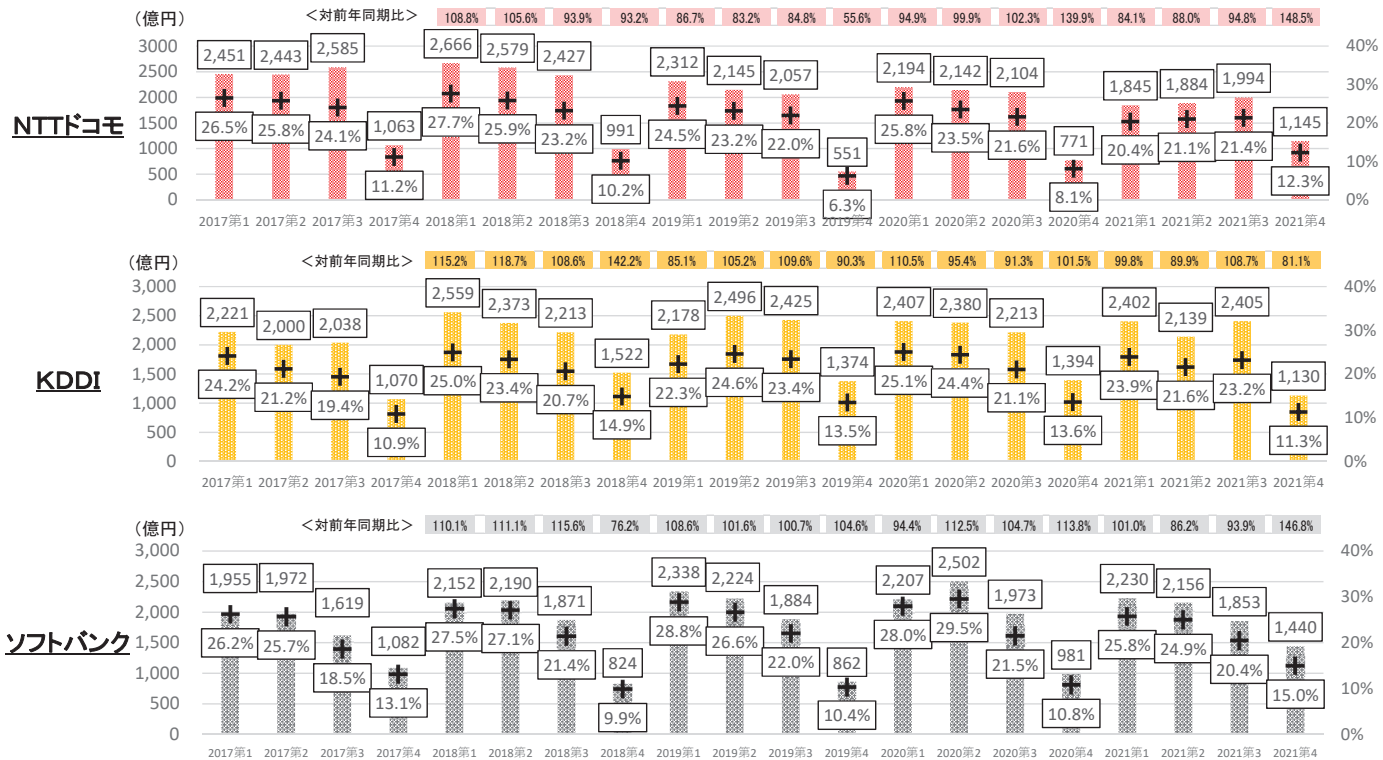 (億円) <対前年同期比> 108.8% 105.6% 93.9% 93.2% 86.7% 83.2% 84.8% 55.6% 94.9% 99.9% 102.3% 139.9% 84.1% 88.0% 94.8% 148.5%
NTTドコモ
3000 2500 2000 1500 1000 500 0
2,451 2,443 2,585 1,063 2,666 2,579 2,427 991 2,312 2,145 2,057 551 2,194 2,142 2,104 771 1,845 1,884 1,994 1,145
26.5% 25.8% 24.1% 11.2% 27.7% 25.9% 23.2% 10.2% 24.5% 23.2% 22.0% 6.3% 25.8% 23.5% 21.6% 8.1% 20.4% 21.1% 21.4% 12.3%
40% 30% 20% 10% 0%
2017第1 2017第2 2017第3 2017第4 2018第1 2018第2 2018第3 2018第4 2019第1 2019第2 2019第3 2019第4 2020第1 2020第2 2020第3 2020第4 2021第1 2021第2 2021第3 2021第4
(億円) <対前年同期比> 115.2% 118.7% 108.6% 142.2% 85.1% 105.2% 109.6% 90.3% 110.5% 95.4% 91.3% 101.5% 99.8% 89.9% 108.7% 81.1%
KDDI
3,000 2,500 2,000 1,500 1,000 500 0
2,221 2,000 2,038 1,070 2,559 2,373 2,213 1,522 2,178 2,496 2,425 1,374 2,407 2,380 2,213 1,394 2,402 2,139 2,405 1,130
24.2% 21.2% 19.4% 10.9% 25.0% 23.4% 20.7% 14.9% 22.3% 24.6% 23.4% 13.5% 25.1% 24.4% 21.1% 13.6% 23.9% 21.6% 23.2% 11.3%
40% 30% 20% 10% 0%
2017第1 2017第2 2017第3 2017第4 2018第1 2018第2 2018第3 2018第4 2019第1 2019第2 2019第3 2019第4 2020第1 2020第2 2020第3 2020第4 2021第1 2021第2 2021第3 2021第4
(億円) <対前年同期比> 110.1% 111.1% 115.6% 76.2% 108.6% 101.6% 100.7% 104.6% 94.4% 112.5% 104.7% 113.8% 101.0% 86.2% 93.9% 146.8%
ソフトバンク
3,000 2,500 2,000 1,500 1,000 500 0
1,955 1,972 1,619 1,082 2,152 2,190 1,871 824 2,338 2,224 1,884 862 2,207 2,502 1,973 981 2,230 2,156 1,853 1,440
26.2% 25.7% 18.5% 13.1% 27.5% 27.1% 21.4% 9.9% 28.8% 26.6% 22.0% 10.4% 28.0% 29.5% 21.5% 10.8% 25.8% 24.9% 20.4% 15.0%
40% 30% 20% 10% 0%
2017第1 2017第2 2017第3 2017第4 2018第1 2018第2 2018第3 2018第4 2019第1 2019第2 2019第3 2019第4 2020第1 2020第2 2020第3 2020第4 2021第1 2021第2 2021第3 2021第4